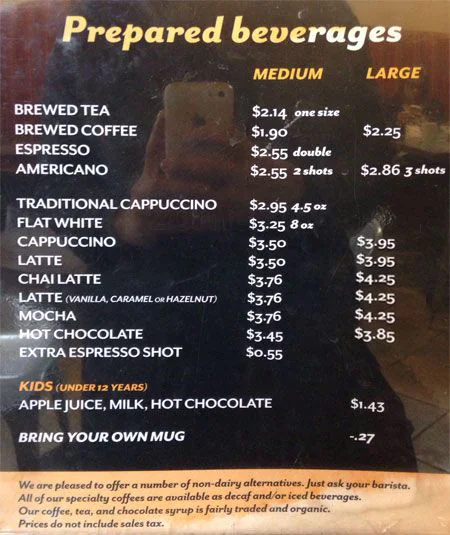 Prepared beverages
MEDIUM LARGE
BREWED TEA $2.14 one size
BREWED COFFEE $1.90 $2.25
ESPRESSO $2.55 double
AMERICANO $2.55 2 shots $2.86 3 shots
TRADITIONAL CAPPUCCINO $2.95 4.5 oz
FLAT WHITE $3.25 8 oz
CAPPUCCINO $3.50 $3.95
LATTE $3.50 $3.95
CHAI LATTE $3.76 $4.25
LATTE (VANILLA, CARAMEL OR HAZELNUT) $3.76 $4.25
MOCHA $3.76 $4.25
HOT CHOCOLATE $3.45 $3.85
EXTRA ESPRESSO SHOT $0.55
KIDS (UNDER 12 YEARS)
APPLE JUICE, MILK, HOT CHOCOLATE $1.43
BRING YOUR OWN MUG -.27
We are pleased to offer a number of non-dairy alternatives. Just ask your barista.
All of our specialty coffees are available as decaf and/or iced beverages.
Our coffee, tea, and chocolate syrup is fairly traded and organic.
Prices do not include sales tax.